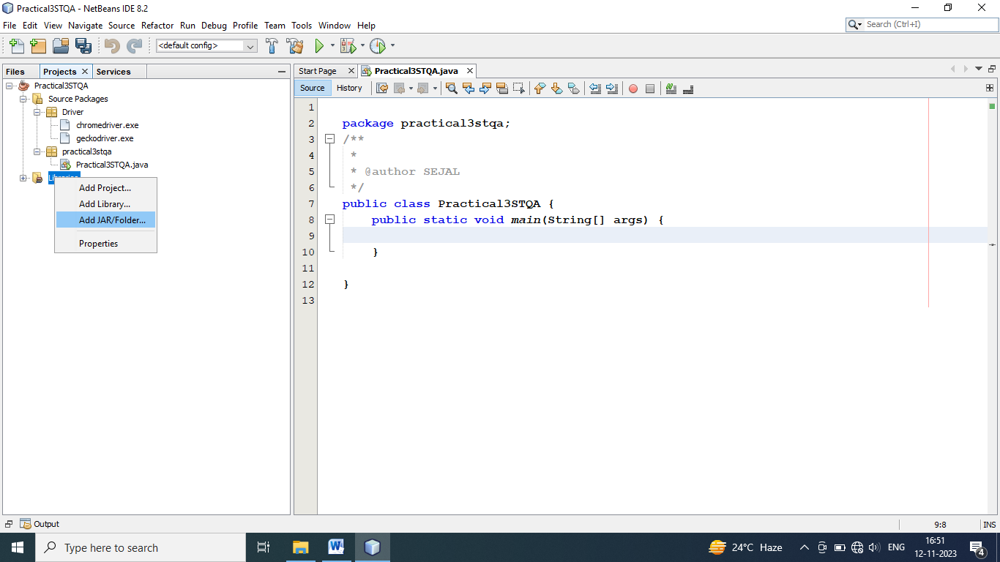 Practical3STQA - NetBeans IDE 8.2
File Edit View Navigate Source Refactor Run Debug Profile Team Tools Window Help
Search (Ctrl+I)
<default config>
Files Projects Services
Practical3STQA
Source Packages
Driver
chromedriver.exe
geckodriver.exe
practical3stqa
Practical3STQA.java
Add Project...
Add Library...
Add JAR/Folder...
Properties
Start Page Practical3STQA.java
Source History
1
2 package practical3stqa;
3 /**
4 *
5 * @author SEJAL
6 */
7 public class Practical3STQA {
8 public static void main(String[] args) {
9
10 }
11
12 }
13
Output
9:8 INS
Type here to search
24°C Haze
ENG
16:51
12-11-2023
4